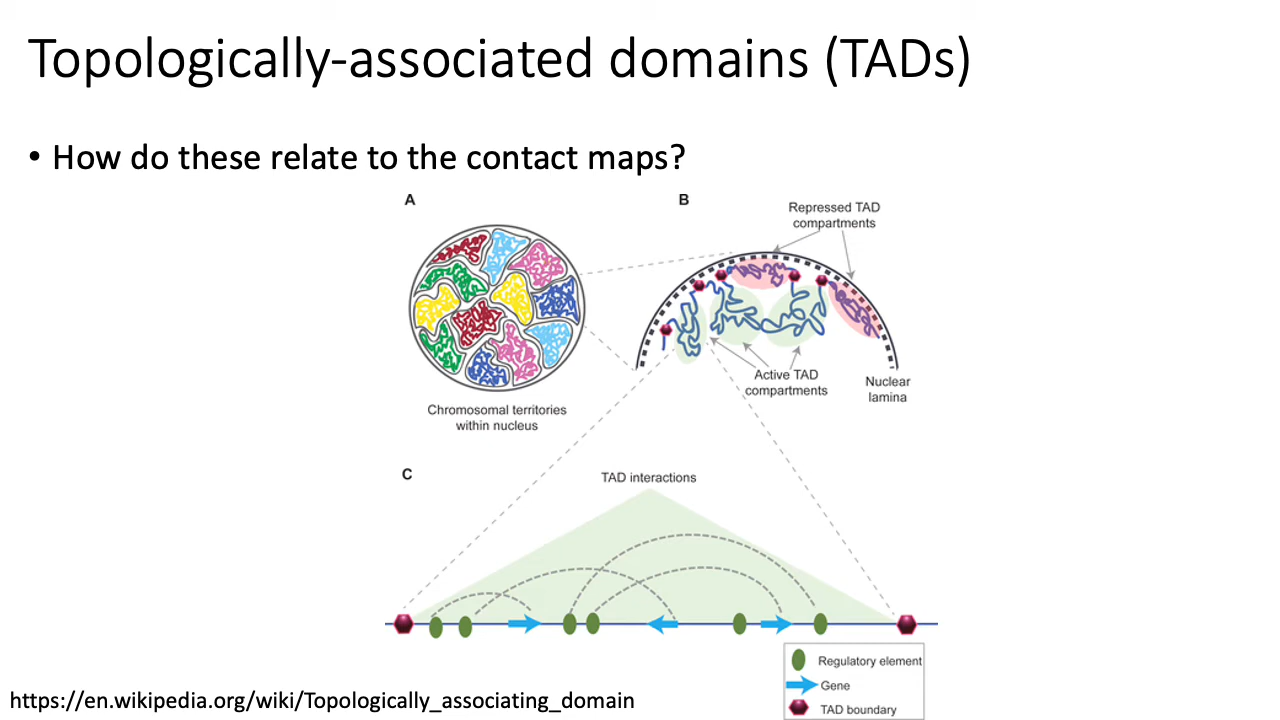 Topologically-associated domains (TADs)
• How do these relate to the contact maps?
A
B
Repressed TAD
compartments
Active TAD
compartments
Nuclear
lamina
Chromosomal territories
within nucleus
C
TAD interactions
Regulatory element
Gene
TAD boundary
https://en.wikipedia.org/wiki/Topologically_associating_domain